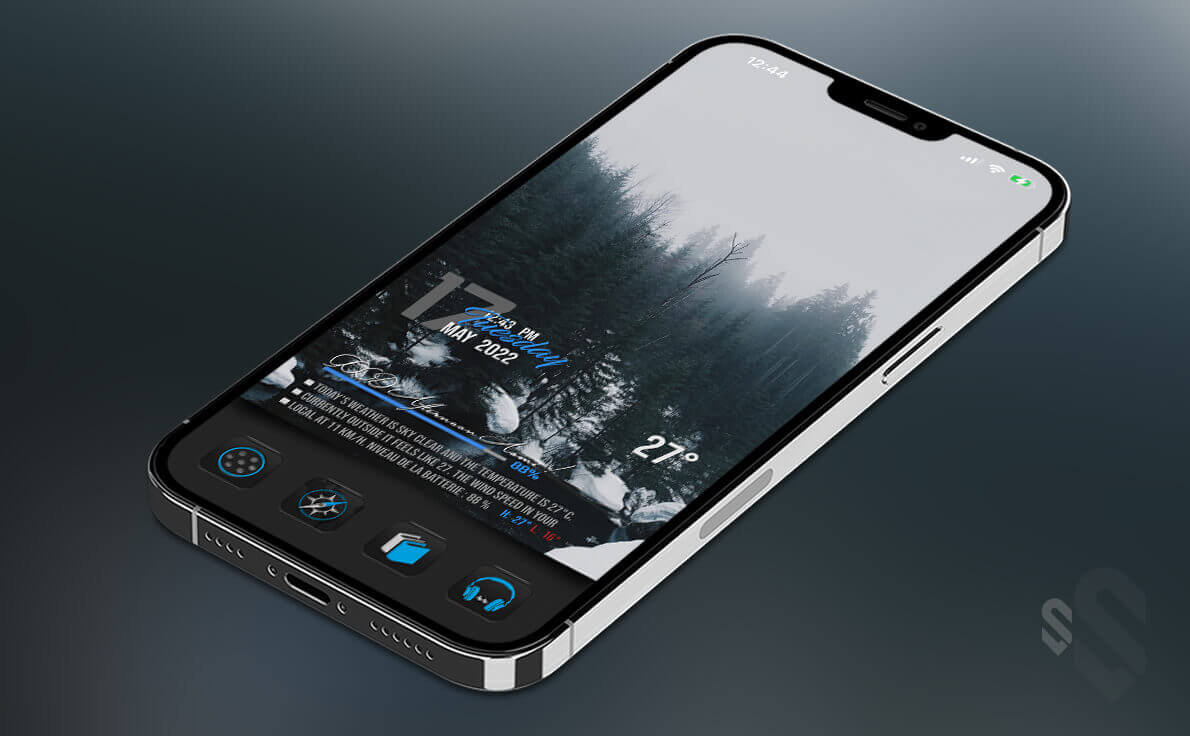 12:44
17
12:43 PM
Tuesday
MAY 2022
88%
TODAY'S WEATHER IS SKY CLEAR AND THE TEMPERATURE IS 27°C.
CURRENTLY OUTSIDE IT FEELS LIKE 27. THE WIND SPEED IN YOUR
LOCAL AT 11 KM/H. NIVEAU DE LA BATTERIE : 88 %
H: 27° L: 16°
27°